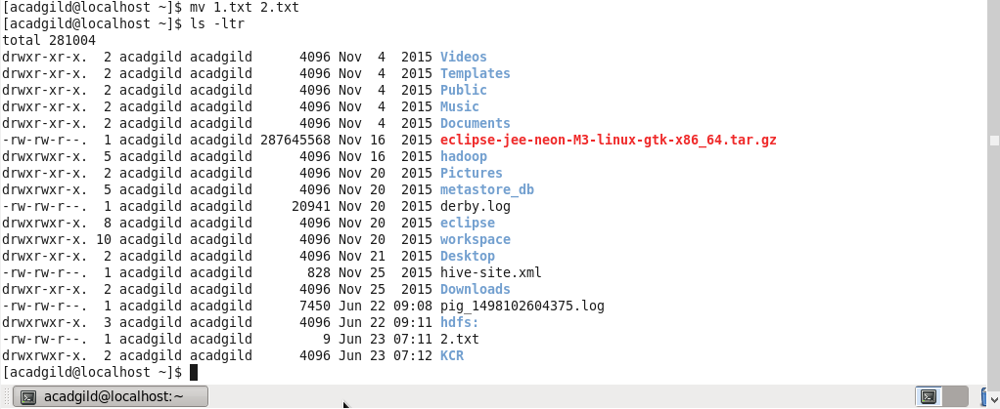 [acadgild@localhost ~]$ mv 1.txt 2.txt
[acadgild@localhost ~]$ ls -ltr
total 281004
drwxr-xr-x.  2 acadgild acadgild      4096 Nov  4  2015 Videos
drwxr-xr-x.  2 acadgild acadgild      4096 Nov  4  2015 Templates
drwxr-xr-x.  2 acadgild acadgild      4096 Nov  4  2015 Public
drwxr-xr-x.  2 acadgild acadgild      4096 Nov  4  2015 Music
drwxr-xr-x.  2 acadgild acadgild      4096 Nov  4  2015 Documents
-rw-rw-r--.  1 acadgild acadgild 287645568 Nov 16  2015 eclipse-jee-neon-M3-linux-gtk-x86_64.tar.gz
drwxrwxr-x.  5 acadgild acadgild      4096 Nov 16  2015 hadoop
drwxr-xr-x.  2 acadgild acadgild      4096 Nov 20  2015 Pictures
drwxrwxr-x.  5 acadgild acadgild      4096 Nov 20  2015 metastore_db
-rw-rw-r--.  1 acadgild acadgild     20941 Nov 20  2015 derby.log
drwxrwxr-x.  8 acadgild acadgild      4096 Nov 20  2015 eclipse
drwxrwxr-x. 10 acadgild acadgild      4096 Nov 20  2015 workspace
drwxr-xr-x.  2 acadgild acadgild      4096 Nov 21  2015 Desktop
-rw-rw-r--.  1 acadgild acadgild       828 Nov 25  2015 hive-site.xml
drwxr-xr-x.  2 acadgild acadgild      4096 Nov 25  2015 Downloads
-rw-rw-r--.  1 acadgild acadgild      7450 Jun 22 09:08 pig_1498102604375.log
drwxrwxr-x.  3 acadgild acadgild      4096 Jun 22 09:11 hdfs:
-rw-rw-r--.  1 acadgild acadgild         9 Jun 23 07:11 2.txt
drwxrwxr-x.  2 acadgild acadgild      4096 Jun 23 07:12 KCR
[acadgild@localhost ~]$
acadgild@localhost:~